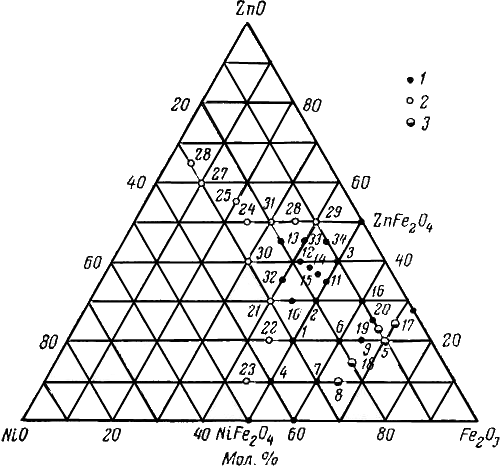 ZnO
20 80
1
2
3
28
27
40 60
25
24 31 28 29
ZnFe₂O₄
13 33 34
60 30 12 14 3 40
32 15 11
21 10 2 16
20 17
80 22 1 6 19 9 5 20
18
23 4 7 8
NiO 20 40 NiFe₂O₄ 60 80 Fe₂O₃
Мол. %